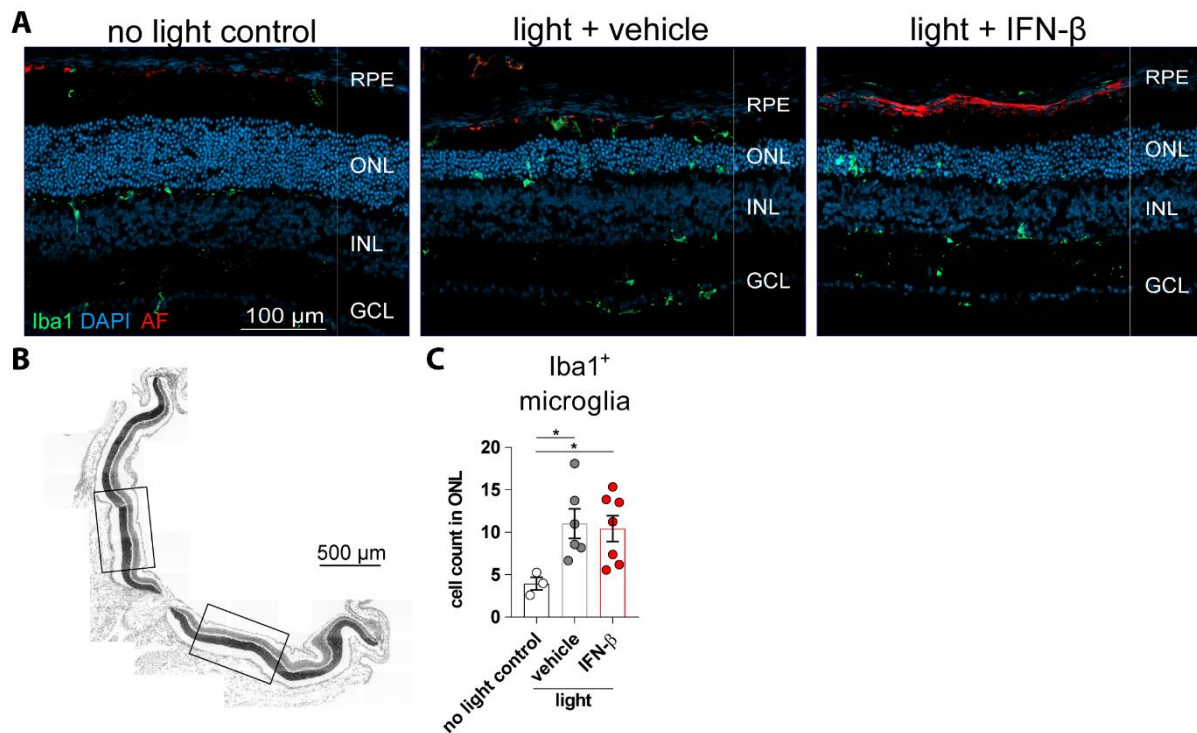 A
no light control
light + vehicle
light + IFN-β
RPE
ONL
INL
GCL
Iba1 DAPI AF
100 µm
RPE
ONL
INL
GCL
RPE
ONL
INL
GCL
B
500 µm
C
Iba1⁺
microglia
* 
*
cell count in ONL
20
15
10
5
0
no light control
vehicle
IFN-β
light